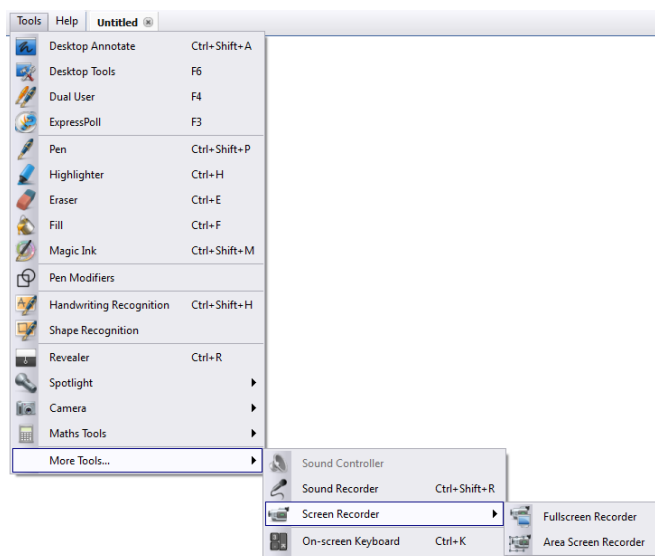 Tools Help Untitled
Desktop Annotate Ctrl+Shift+A
Desktop Tools F6
Dual User F4
ExpressPoll F3
Pen Ctrl+Shift+P
Highlighter Ctrl+H
Eraser Ctrl+E
Fill Ctrl+F
Magic Ink Ctrl+Shift+M
Pen Modifiers
Handwriting Recognition Ctrl+Shift+H
Shape Recognition
Revealer Ctrl+R
Spotlight
Camera
Maths Tools
More Tools...
Sound Controller
Sound Recorder Ctrl+Shift+R
Screen Recorder
On-screen Keyboard Ctrl+K
Fullscreen Recorder
Area Screen Recorder